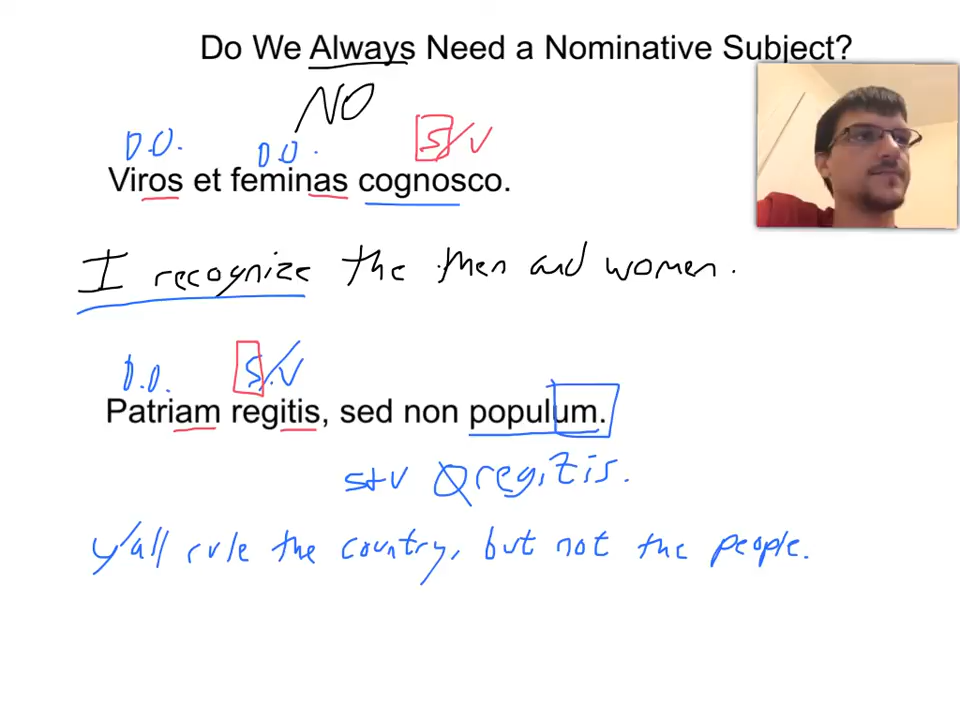 Do We Always Need a Nominative Subject?
NO
D.O. D.O. S/V
Viros et feminas cognosco.
I recognize the men and women.
D.O. S/V
Patriam regitis, sed non populum.
S+V Ø regitis.
y'all rule the country, but not the people.